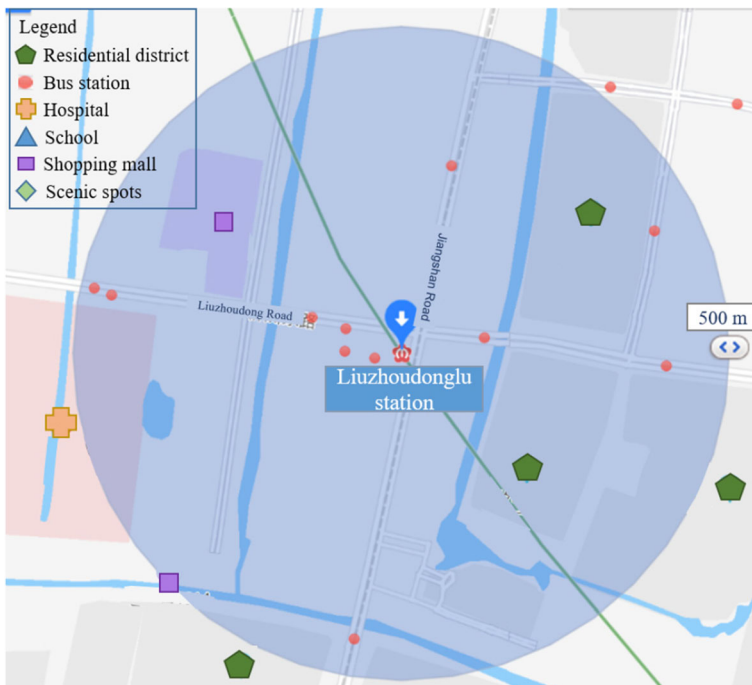 Legend
Residential district
Bus station
Hospital
School
Shopping mall
Scenic spots
Jiangshan Road
Liuzhoudong Road
500 m
Liuzhoudonglu
station